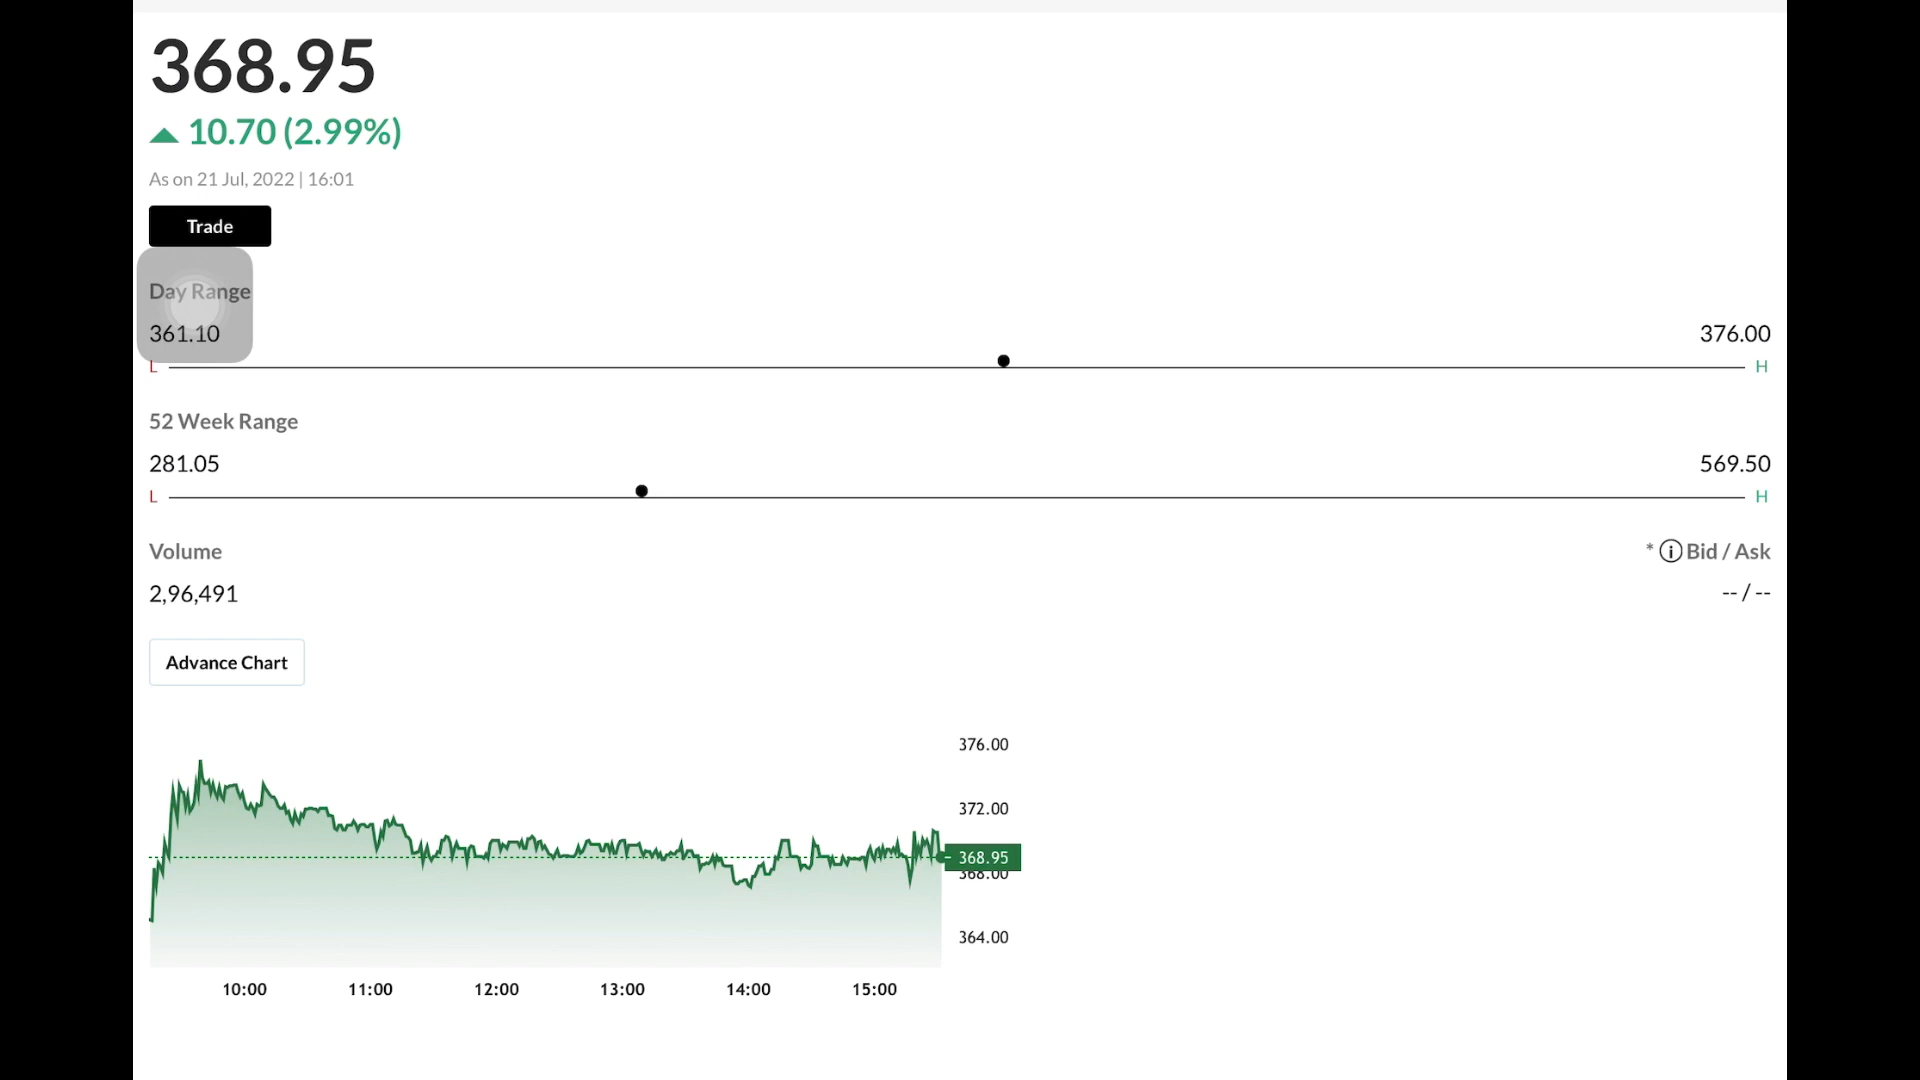 368.95
10.70 (2.99%)
As on 21 Jul, 2022 | 16:01
Trade
Day Range
361.10 376.00
L H
52 Week Range
281.05 569.50
L H
Volume * i Bid / Ask
2,96,491 -- / --
Advance Chart
376.00
372.00
368.95
368.00
364.00
10:00 11:00 12:00 13:00 14:00 15:00